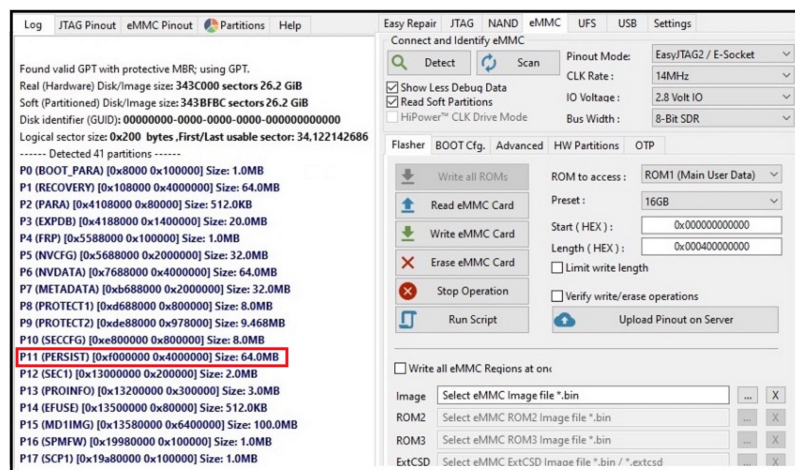 Log JTAG Pinout eMMC Pinout Partitions Help
Found valid GPT with protective MBR; using GPT.
Real (Hardware) Disk/Image size: 343C000 sectors 26.2 GiB
Soft (Partitioned) Disk/Image size: 343BFBC sectors 26.2 GiB
Disk identifier (GUID): 00000000-0000-0000-0000-000000000000
Logical sector size: 0x200 bytes ,First/Last usable sector: 34,122142686
------ Detected 41 partitions ------
P0 (BOOT_PARA) [0x8000 0x100000] Size: 1.0MB
P1 (RECOVERY) [0x108000 0x4000000] Size: 64.0MB
P2 (PARA) [0x4108000 0x80000] Size: 512.0KB
P3 (EXPDB) [0x4188000 0x1400000] Size: 20.0MB
P4 (FRP) [0x5588000 0x100000] Size: 1.0MB
P5 (NVCFG) [0x5688000 0x2000000] Size: 32.0MB
P6 (NVDATA) [0x7688000 0x4000000] Size: 64.0MB
P7 (METADATA) [0xb688000 0x2000000] Size: 32.0MB
P8 (PROTECT1) [0xd688000 0x800000] Size: 8.0MB
P9 (PROTECT2) [0xde88000 0x978000] Size: 9.468MB
P10 (SECCFG) [0xe800000 0x800000] Size: 8.0MB
P11 (PERSIST) [0xf000000 0x4000000] Size: 64.0MB
P12 (SEC1) [0x13000000 0x200000] Size: 2.0MB
P13 (PROINFO) [0x13200000 0x300000] Size: 3.0MB
P14 (EFUSE) [0x13500000 0x80000] Size: 512.0KB
P15 (MD1IMG) [0x13580000 0x6400000] Size: 100.0MB
P16 (SPMFW) [0x19980000 0x100000] Size: 1.0MB
P17 (SCP1) [0x19a80000 0x100000] Size: 1.0MB
Easy Repair JTAG NAND eMMC UFS USB Settings
Connect and Identify eMMC
Detect Scan
Show Less Debug Data
Read Soft Partitions
HiPower™ CLK Drive Mode
Pinout Mode: EasyJTAG2 / E-Socket
CLK Rate : 14MHz
IO Voltage : 2.8 Volt IO
Bus Width : 8-Bit SDR
Flasher BOOT Cfg. Advanced HW Partitions OTP
Write all ROMs
Read eMMC Card
Write eMMC Card
Erase eMMC Card
Stop Operation
Run Script
ROM to access : ROM1 (Main User Data)
Preset : 16GB
Start ( HEX ) : 0x000000000000
Length ( HEX ) : 0x000400000000
Limit write length
Verify write/erase operations
Upload Pinout on Server
Write all eMMC Regions at onc
Image Select eMMC Image file *.bin ... X
ROM2 Select eMMC ROM2 Image file *.bin ... X
ROM3 Select eMMC ROM3 Image file *.bin ... X
ExtCSD Select eMMC ExtCSD Image file *.bin / *.extcsd ... X